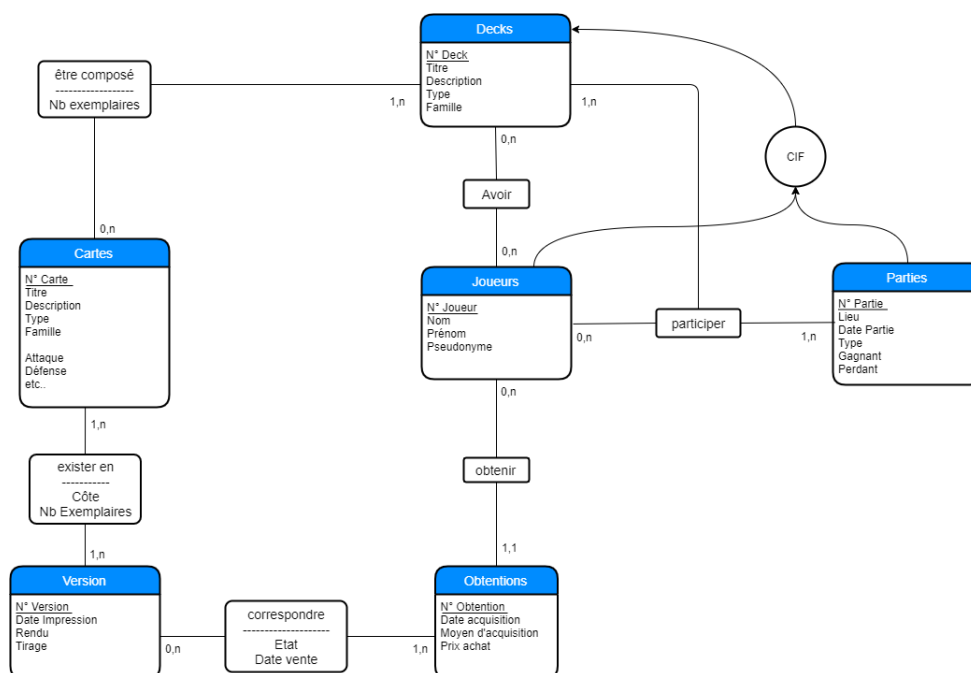 Decks
N° Deck
Titre
Description
Type
Famille
être composé
------------------
Nb exemplaires
1,n
1,n
0,n
CIF
Avoir
0,n
0,n
Cartes
N° Carte
Titre
Description
Type
Famille
Attaque
Défense
etc..
Joueurs
N° Joueur
Nom
Prénom
Pseudonyme
participer
0,n
1,n
Parties
N° Partie
Lieu
Date Partie
Type
Gagnant
Perdant
1,n
0,n
exister en
-----------
Côte
Nb Exemplaires
obtenir
1,n
1,1
Version
N° Version
Date Impression
Rendu
Tirage
0,n
correspondre
--------------------
Etat
Date vente
1,n
Obtentions
N° Obtention
Date acquisition
Moyen d'acquisition
Prix achat